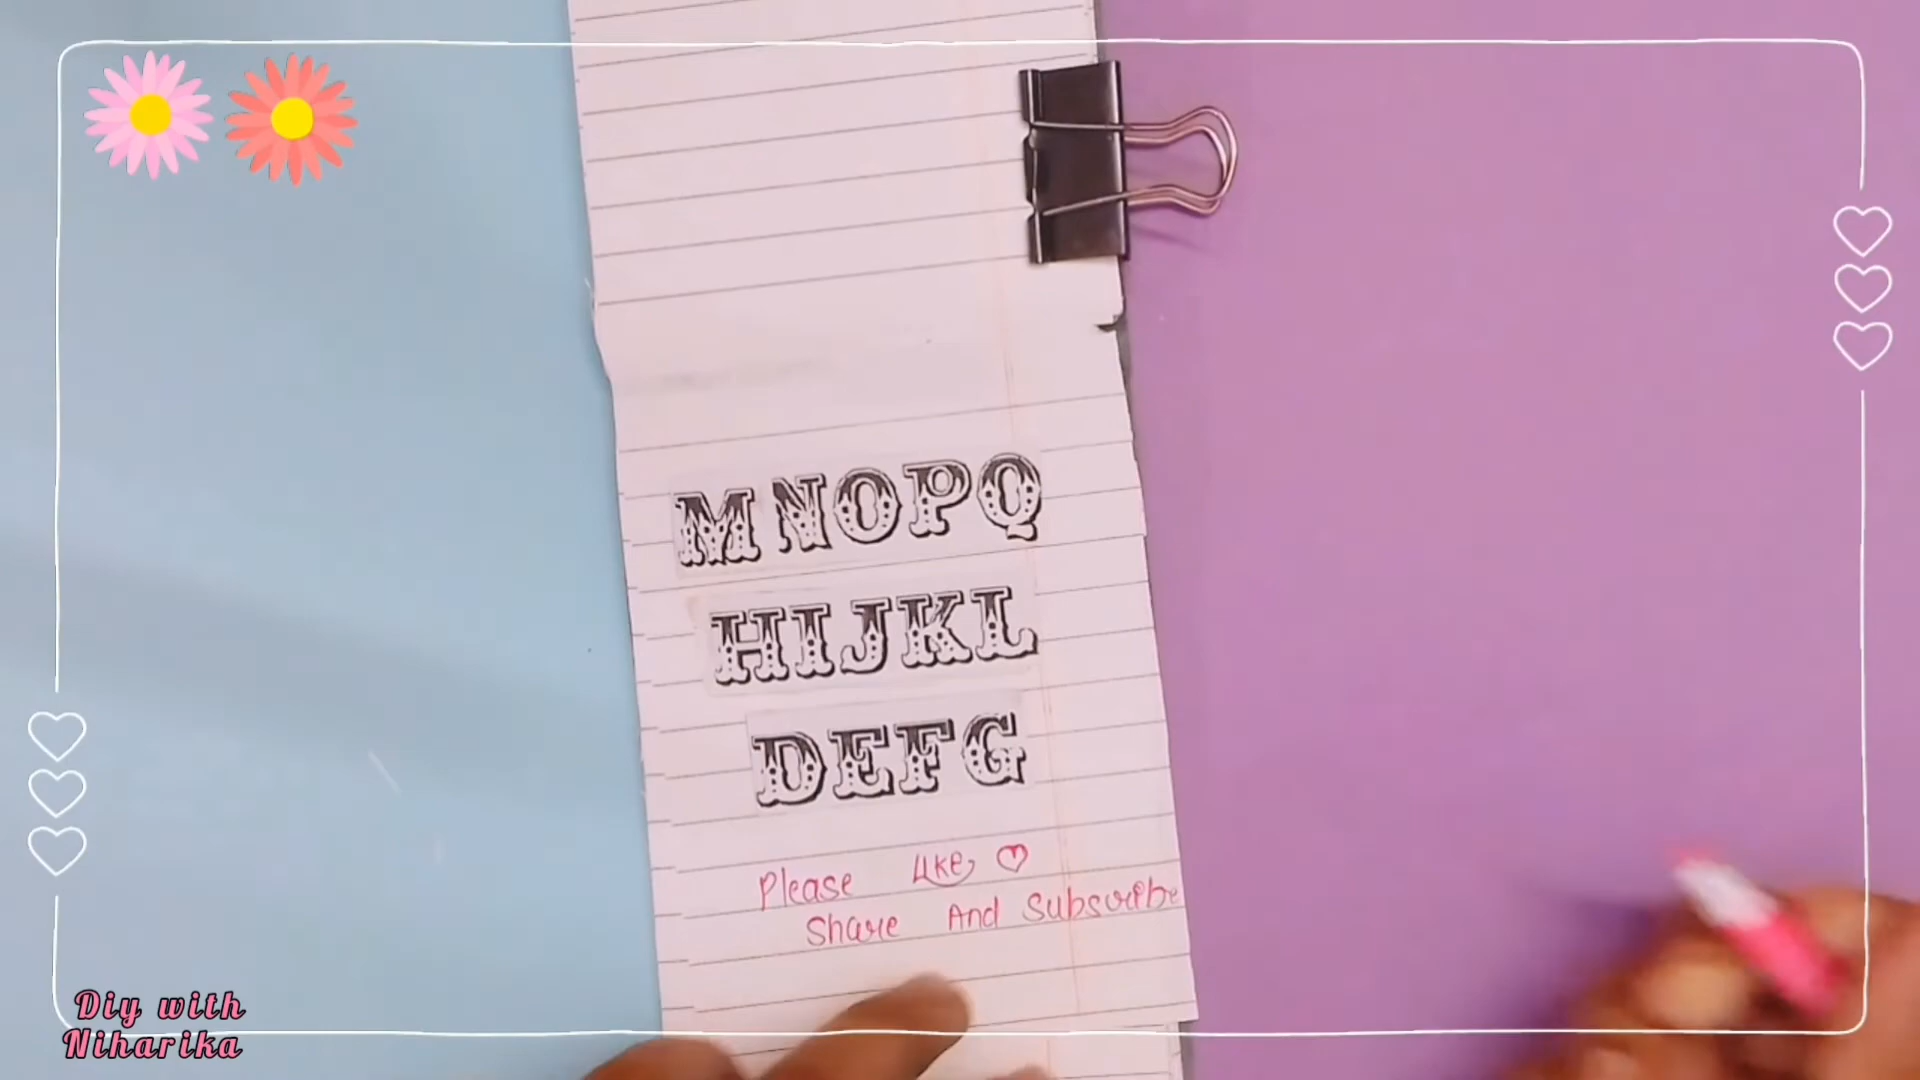 MNOPQ
HIJKL
DEFG
Please Like
Share And Subscribe
Diy with
Niharika